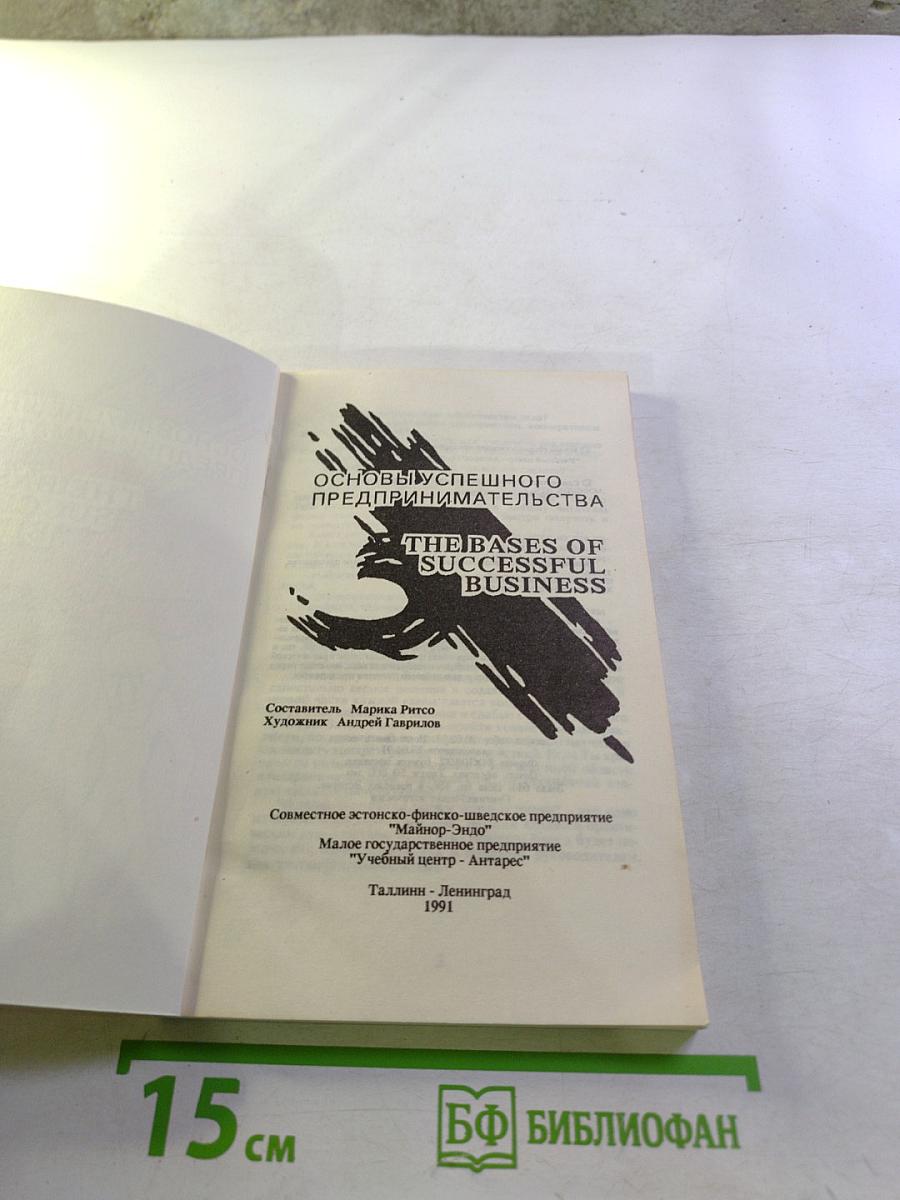 ОСНОВЫ УСПЕШНОГО
ПРЕДПРИНИМАТЕЛЬСТВА
THE BASES OF
SUCCESSFUL
BUSINESS
Составитель Марика Ритсо
Художник Андрей Гаврилов
Совместное эстонско-финско-шведское предприятие
"Майнор-Эндо"
Малое государственное предприятие
"Учебный центр - Антарес"
Таллинн - Ленинград
1991
15 см
БФ БИБЛИОФАН